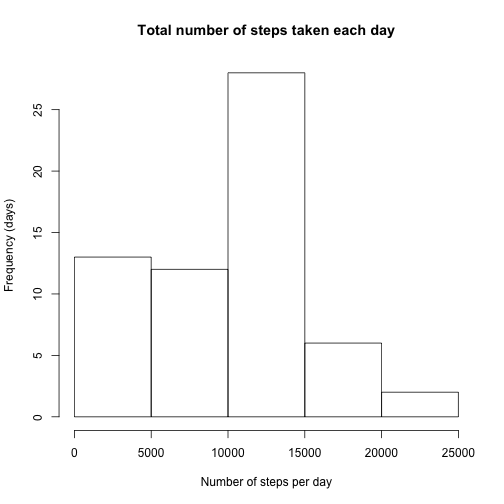 Total number of steps taken each day
Frequency (days)
25
20
15
10
5
0
0 5000 10000 15000 20000 25000
Number of steps per day